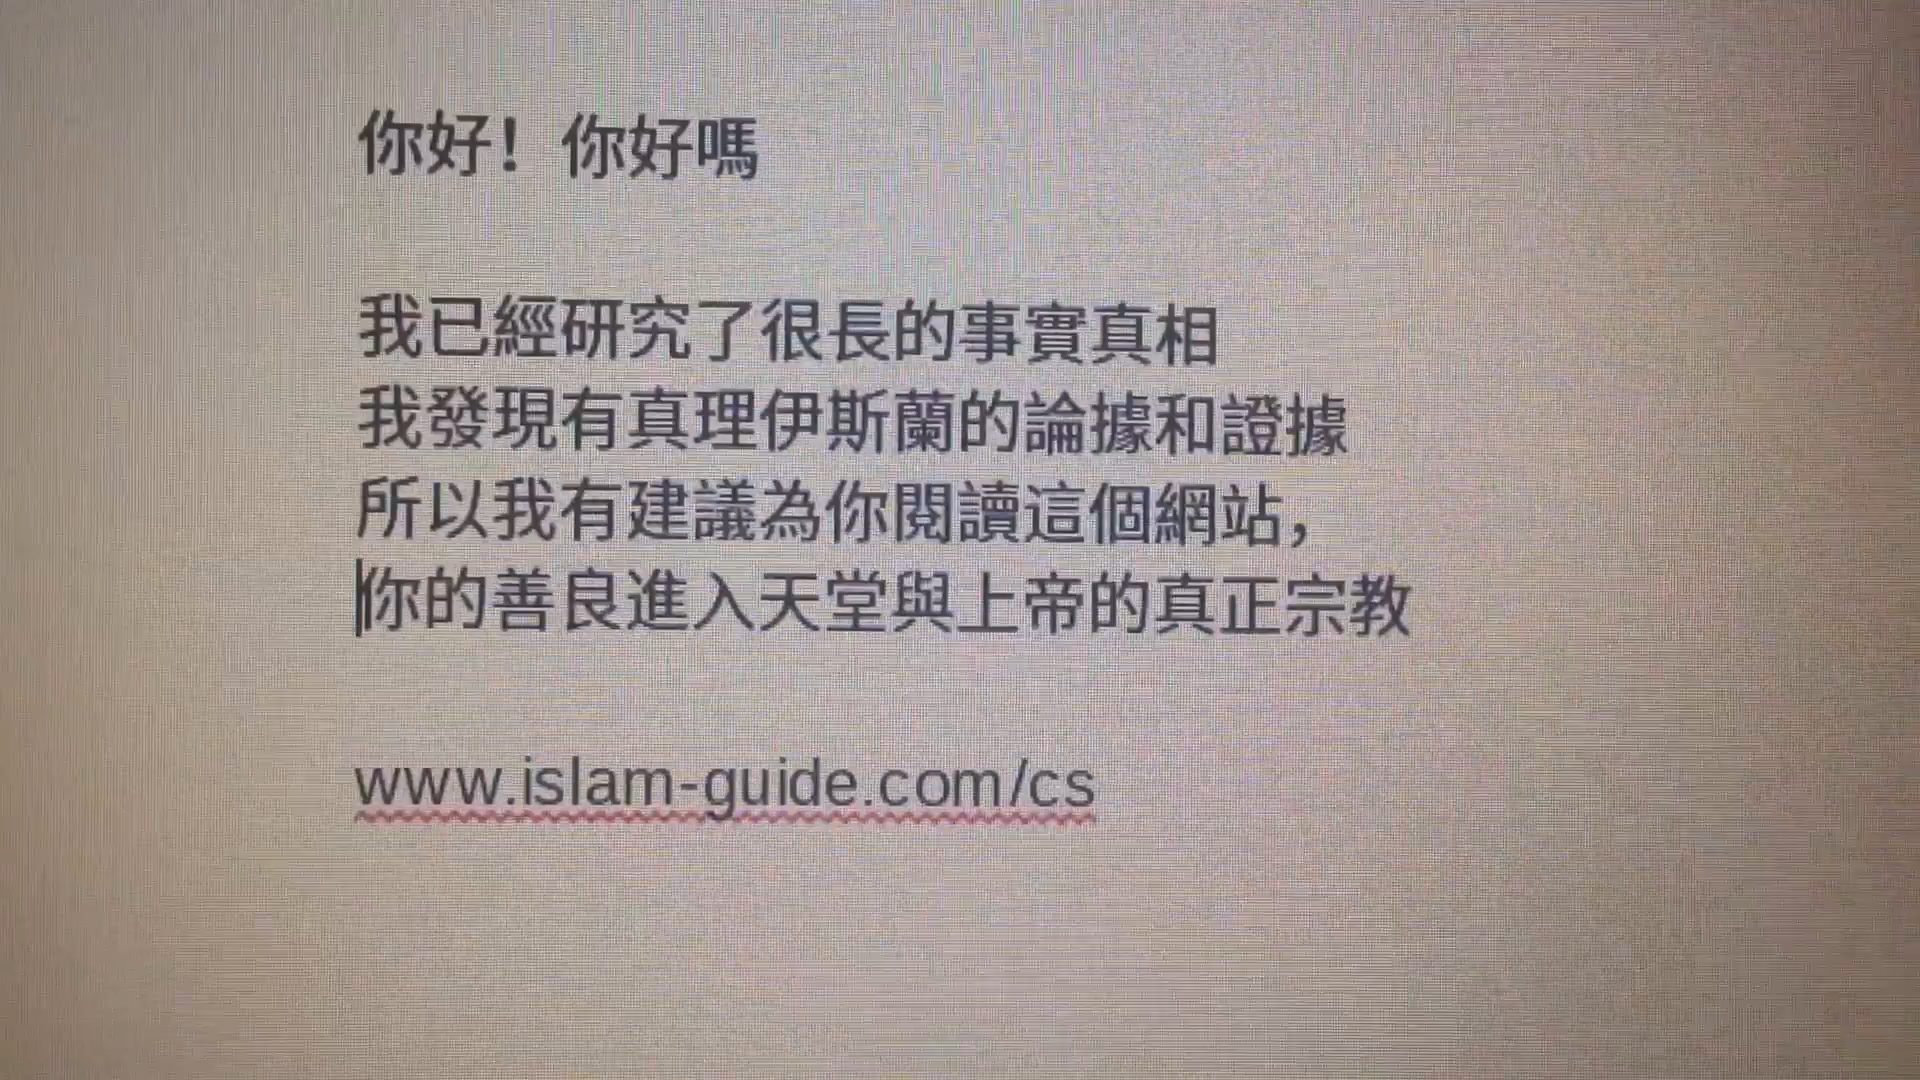 你好！你好嗎
我已經研究了很長的事實真相
我發現有真理伊斯蘭的論據和證據
所以我有建議為你閱讀這個網站，
你的善良進入天堂與上帝的真正宗教
www.islam-guide.com/cs